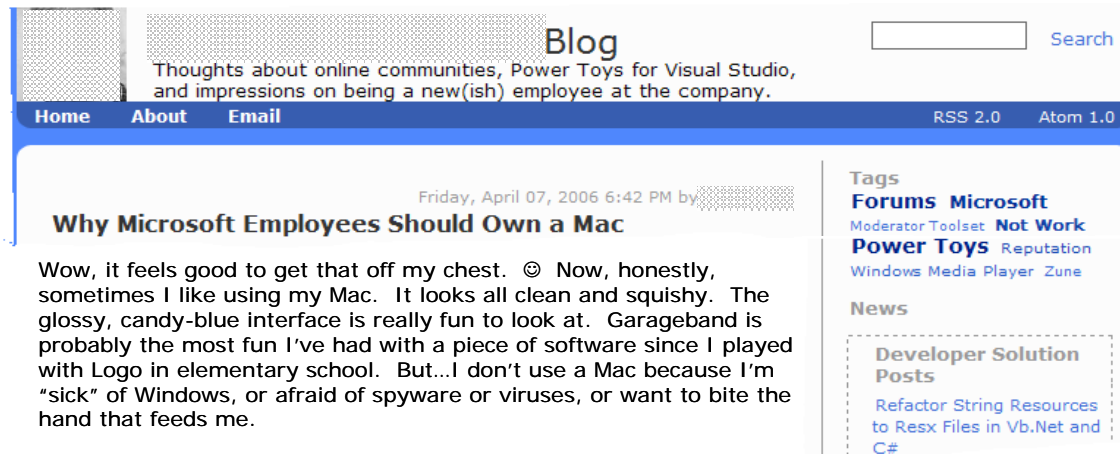 Blog
Search
Thoughts about online communities, Power Toys for Visual Studio,
and impressions on being a new(ish) employee at the company.
Home About Email RSS 2.0 Atom 1.0
Friday, April 07, 2006 6:42 PM by
Why Microsoft Employees Should Own a Mac
Wow, it feels good to get that off my chest. ☺ Now, honestly,
sometimes I like using my Mac. It looks all clean and squishy. The
glossy, candy-blue interface is really fun to look at. Garageband is
probably the most fun I've had with a piece of software since I played
with Logo in elementary school. But...I don't use a Mac because I'm
“sick” of Windows, or afraid of spyware or viruses, or want to bite the
hand that feeds me.
Tags
Forums Microsoft
Moderator Toolset Not Work
Power Toys Reputation
Windows Media Player Zune
News
Developer Solution
Posts
Refactor String Resources
to Resx Files in Vb.Net and
C#